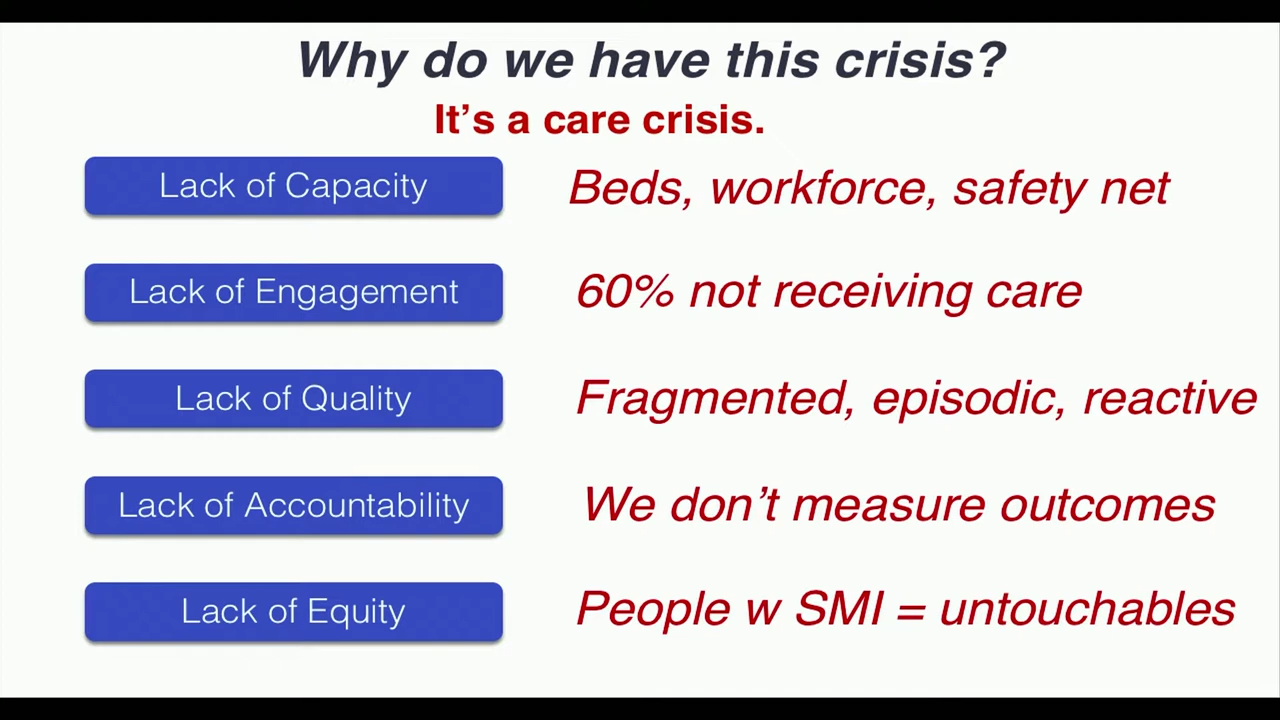 Why do we have this crisis?
It's a care crisis.
Lack of Capacity
Beds, workforce, safety net
Lack of Engagement
60% not receiving care
Lack of Quality
Fragmented, episodic, reactive
Lack of Accountability
We don't measure outcomes
Lack of Equity
People w SMI = untouchables